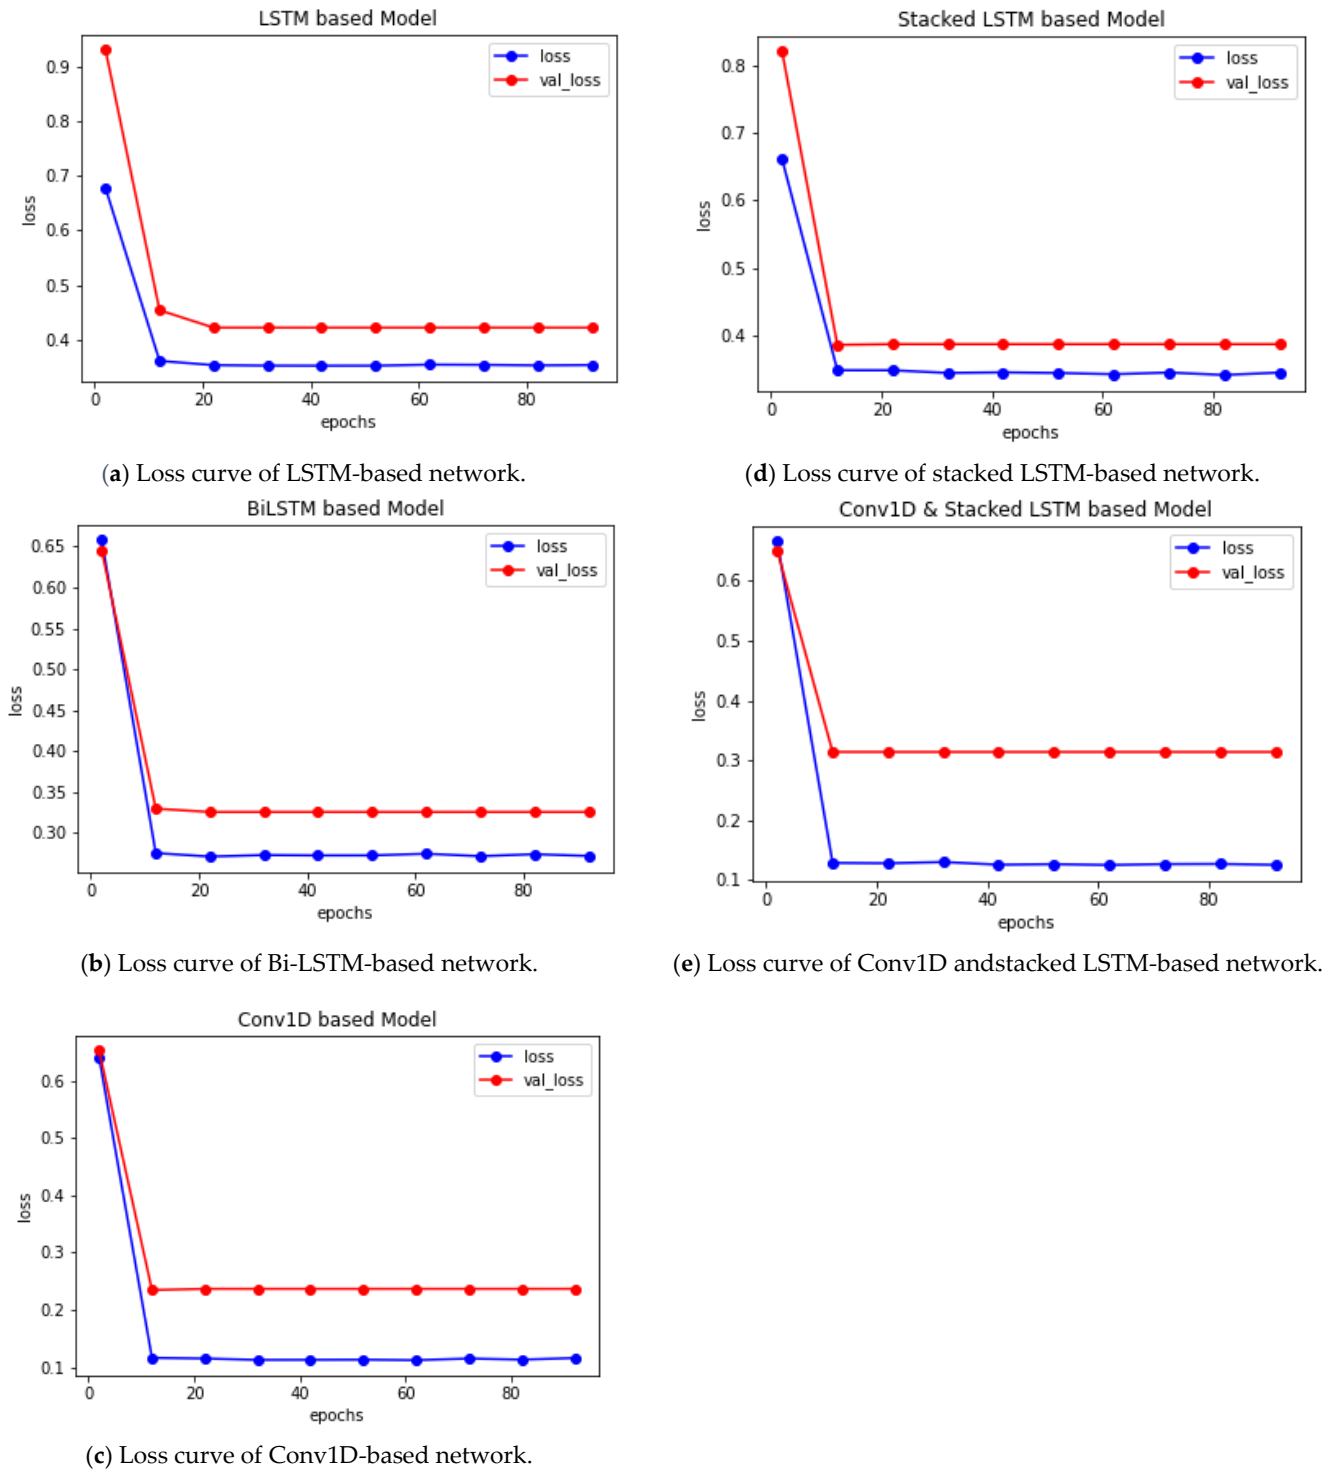 LSTM based Model
loss
val_loss
0.9
0.8
0.7
0.6
0.5
0.4
loss
0 20 40 60 80
epochs
(a) Loss curve of LSTM-based network.
Stacked LSTM based Model
loss
val_loss
0.8
0.7
0.6
0.5
0.4
loss
0 20 40 60 80
epochs
(d) Loss curve of stacked LSTM-based network.
BiLSTM based Model
loss
val_loss
0.65
0.60
0.55
0.50
0.45
0.40
0.35
0.30
loss
0 20 40 60 80
epochs
(b) Loss curve of Bi-LSTM-based network.
Conv1D & Stacked LSTM based Model
loss
val_loss
0.6
0.5
0.4
0.3
0.2
0.1
loss
0 20 40 60 80
epochs
(e) Loss curve of Conv1D andstacked LSTM-based network.
Conv1D based Model
loss
val_loss
0.6
0.5
0.4
0.3
0.2
0.1
loss
0 20 40 60 80
epochs
(c) Loss curve of Conv1D-based network.